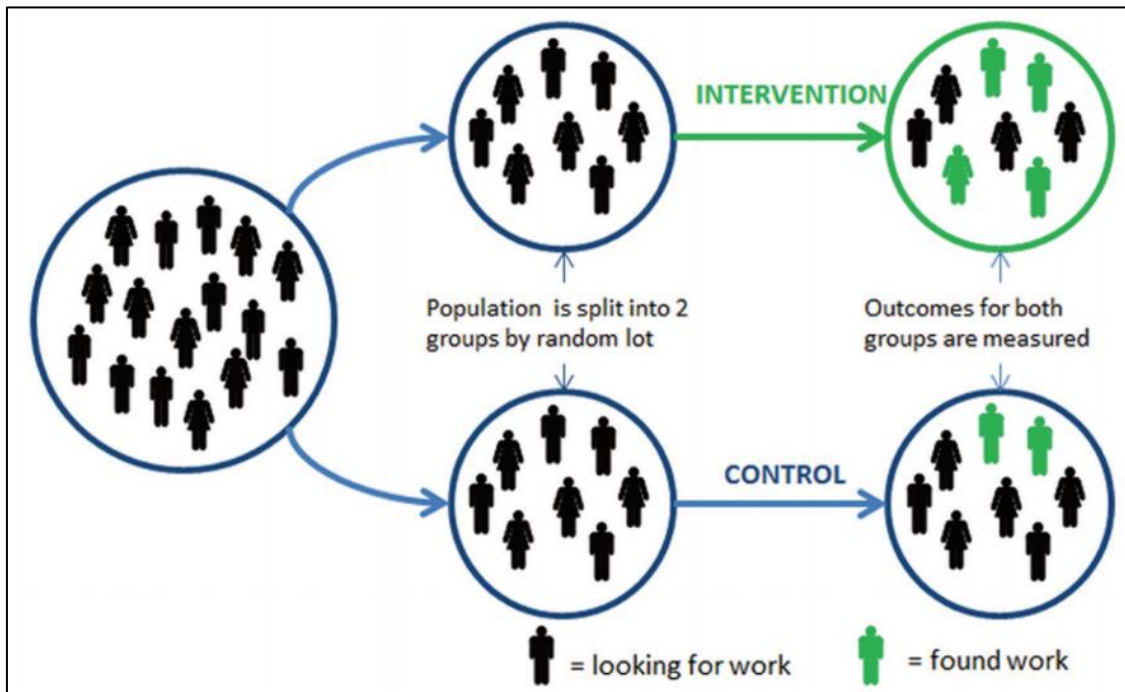 INTERVENTION
Population is split into 2
groups by random lot
Outcomes for both
groups are measured
CONTROL
= looking for work
= found work